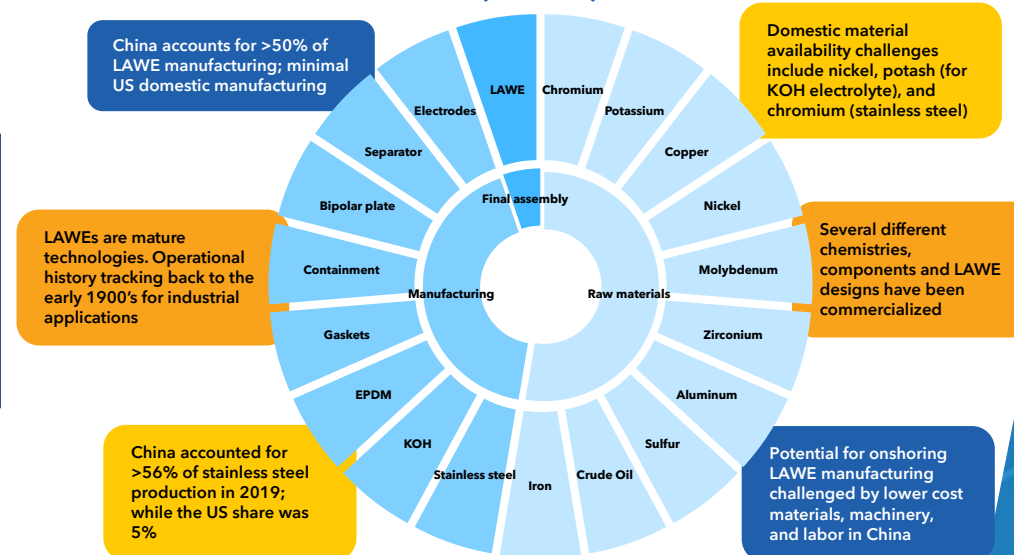 China accounts for >50% of
LAWE manufacturing; minimal
US domestic manufacturing
Domestic material
availability challenges
include nickel, potash (for
KOH electrolyte), and
chromium (stainless steel)
LAWEs are mature
technologies. Operational
history tracking back to the
early 1900's for industrial
applications
Several different
chemistries,
components and LAWE
designs have been
commercialized
China accounted for
>56% of stainless steel
production in 2019;
while the US share was
5%
Potential for onshoring
LAWE manufacturing
challenged by lower cost
materials, machinery,
and labor in China
LAWE
Chromium
Potassium
Copper
Nickel
Molybdenum
Zirconium
Aluminum
Sulfur
Crude Oil
Iron
Stainless steel
KOH
EPDM
Gaskets
Containment
Bipolar plate
Separator
Electrodes
Final assembly
Manufacturing
Raw materials